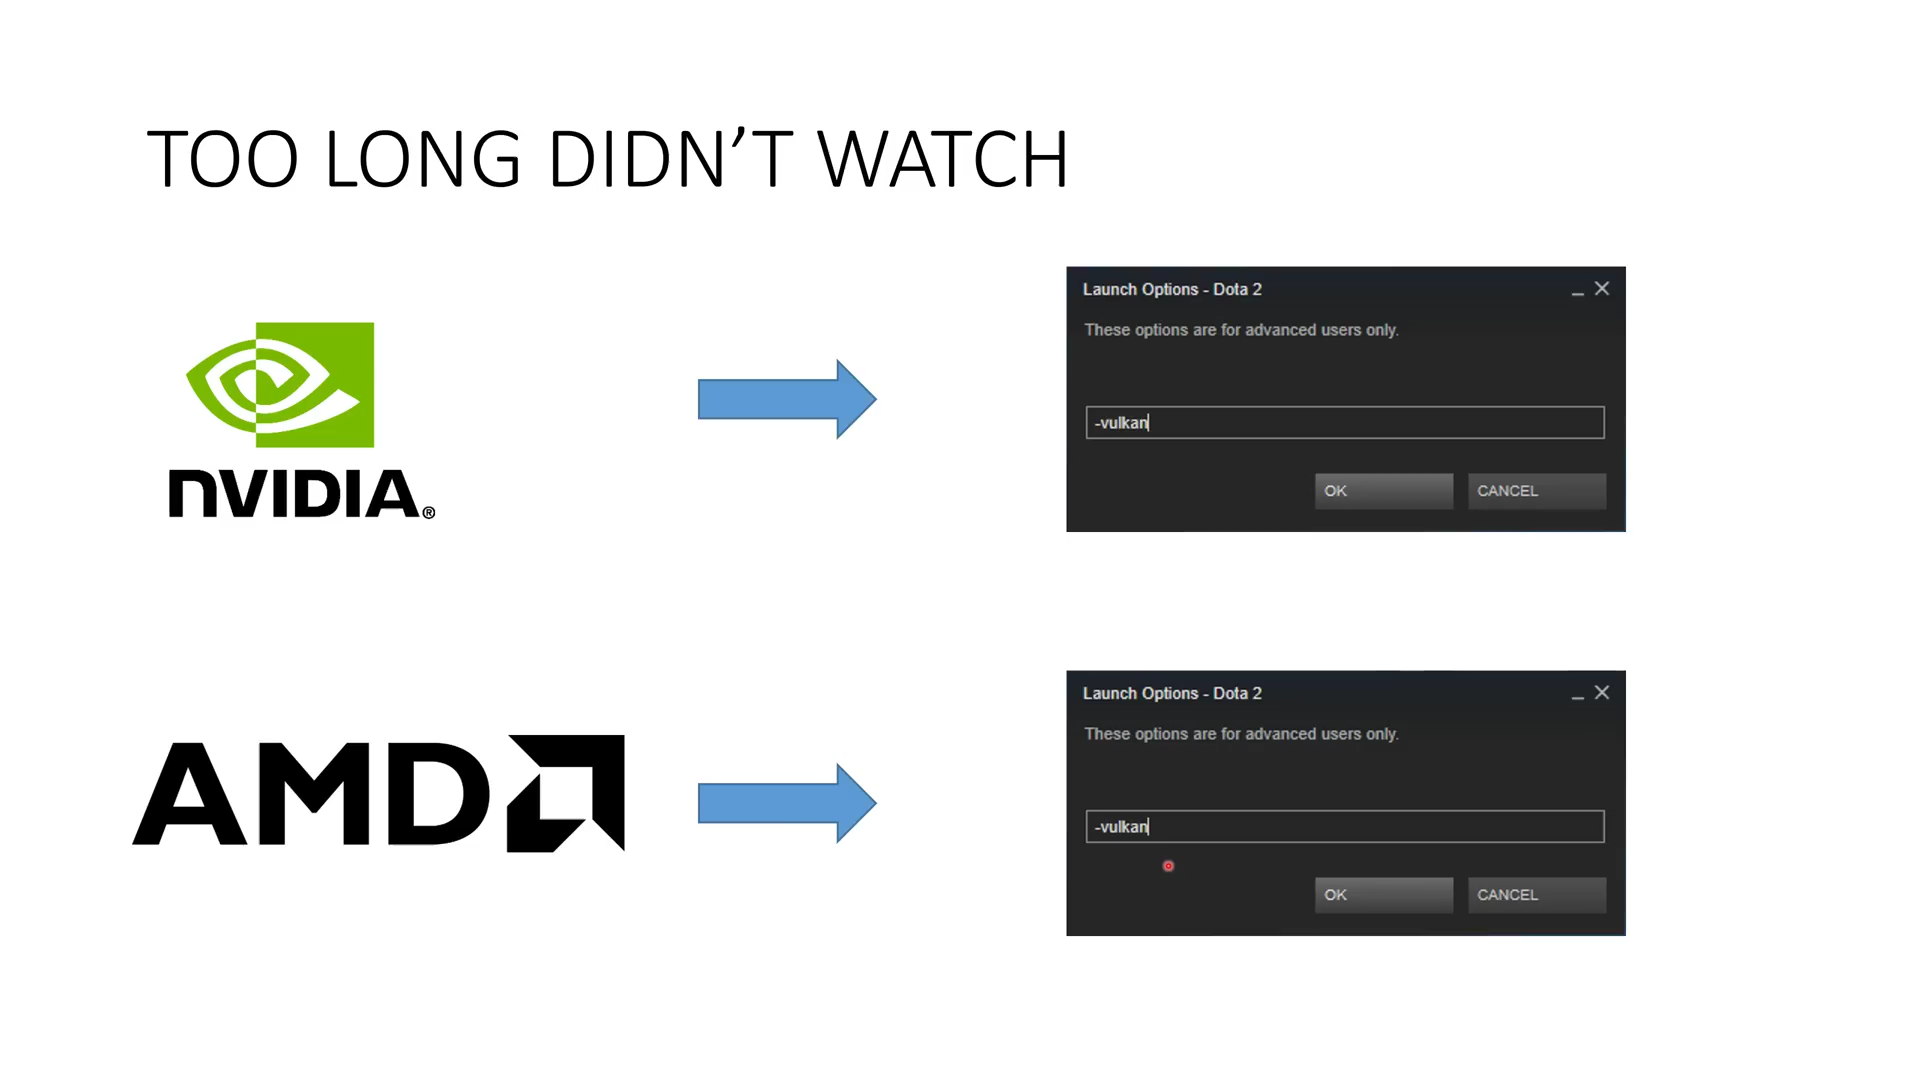 TOO LONG DIDN’T WATCH
nVIDIA®
Launch Options - Dota 2
These options are for advanced users only.
-vulkan
OK
CANCEL
AMD
Launch Options - Dota 2
These options are for advanced users only.
-vulkan
OK
CANCEL